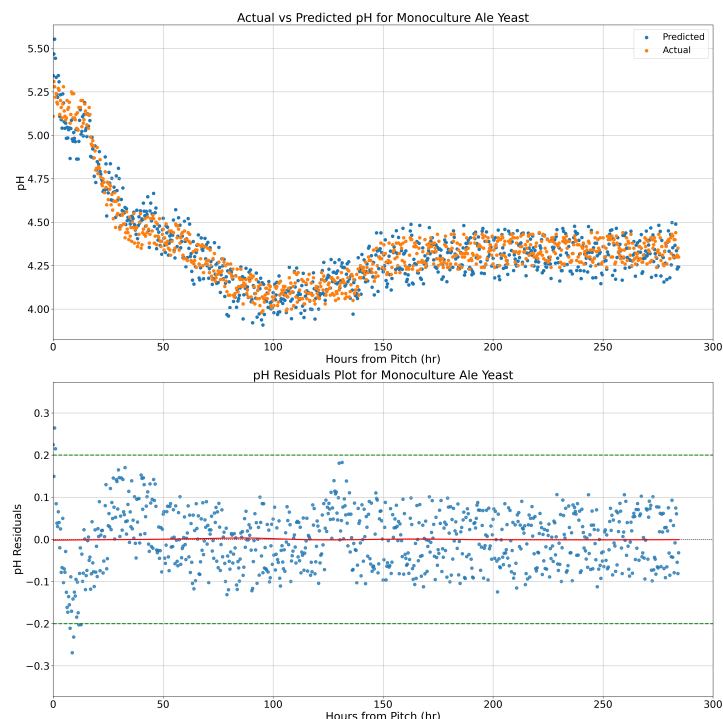 Actual vs Predicted pH for Monoculture Ale Yeast
Predicted
Actual
5.50
5.25
5.00
4.75
4.50
4.25
4.00
pH
0 50 100 150 200 250 300
Hours from Pitch (hr)
pH Residuals Plot for Monoculture Ale Yeast
0.3
0.2
0.1
0.0
−0.1
−0.2
−0.3
pH Residuals
0 50 100 150 200 250 300
Hours from Pitch (hr)